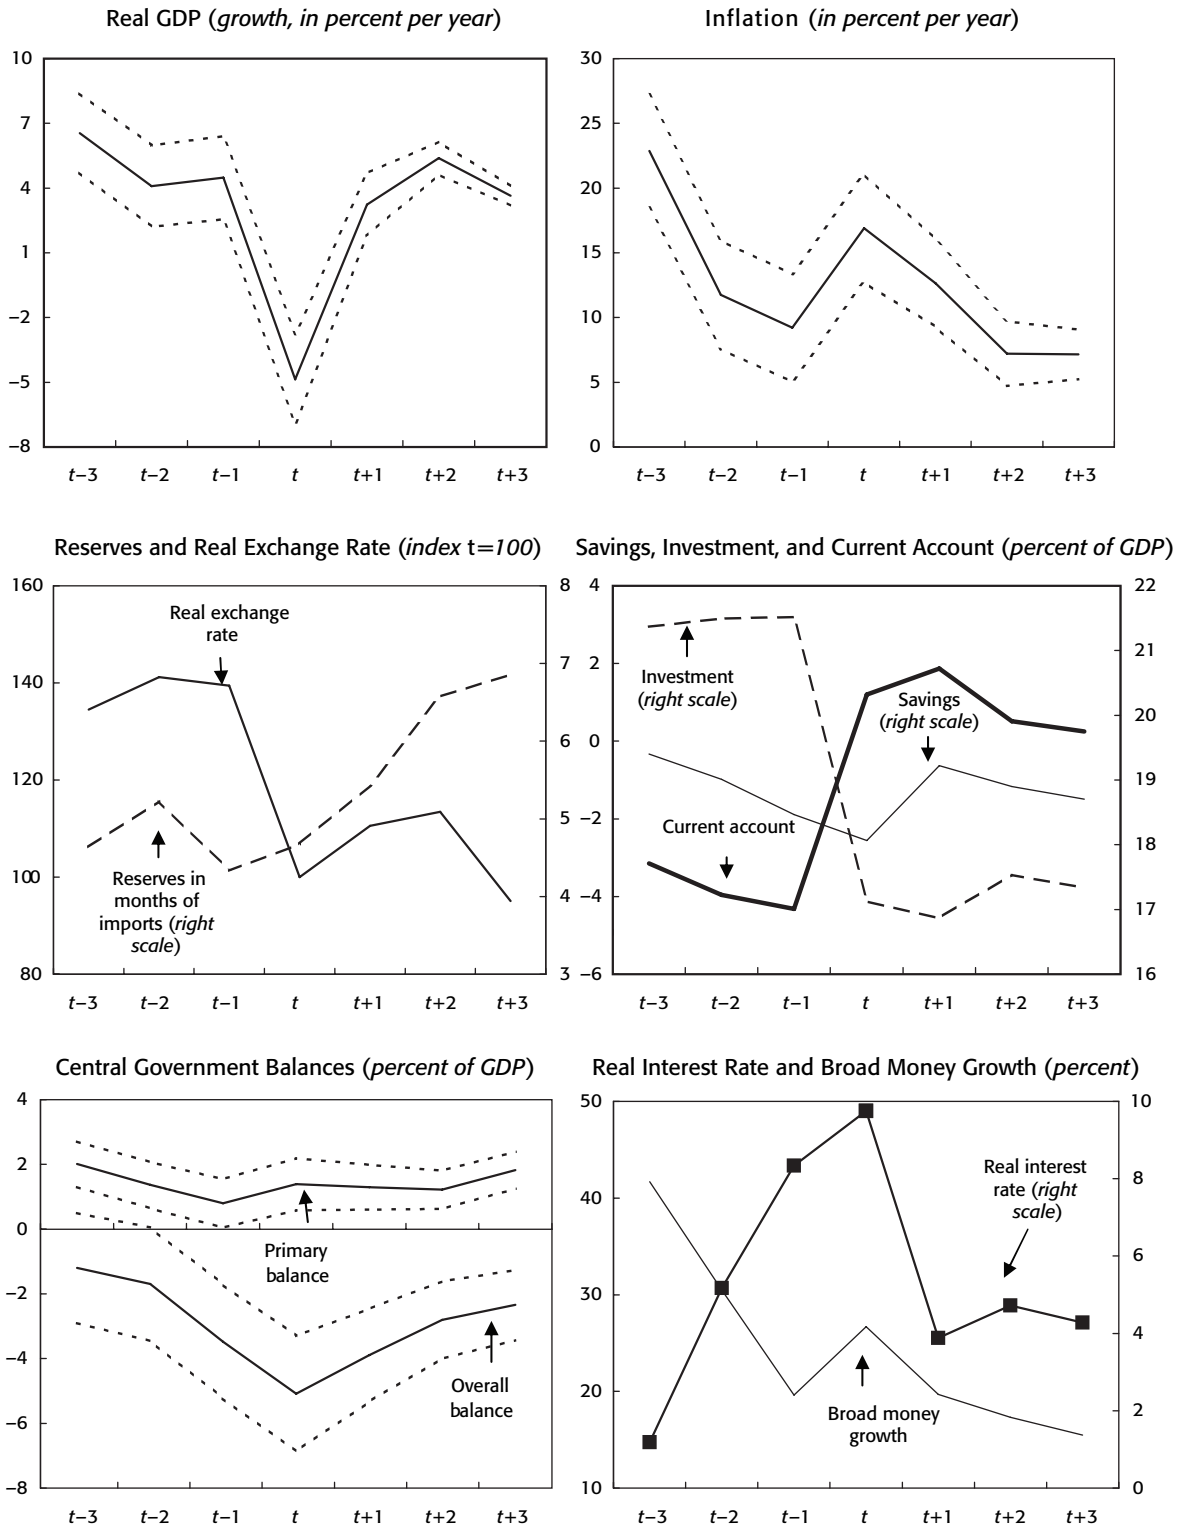 Real GDP (growth, in percent per year)
10
7
4
1
−2
−5
−8
t−3 t−2 t−1 t t+1 t+2 t+3
Inflation (in percent per year)
30
25
20
15
10
5
0
t−3 t−2 t−1 t t+1 t+2 t+3
Reserves and Real Exchange Rate (index t=100)
160
140
120
100
80
8
7
6
5
4
3
Real exchange
rate
Reserves in
months of
imports (right
scale)
t−3 t−2 t−1 t t+1 t+2 t+3
Savings, Investment, and Current Account (percent of GDP)
4
2
0
−2
−4
−6
22
21
20
19
18
17
16
Investment
(right scale)
Savings
(right scale)
Current account
t−3 t−2 t−1 t t+1 t+2 t+3
Central Government Balances (percent of GDP)
4
2
0
−2
−4
−6
−8
Primary
balance
Overall
balance
t−3 t−2 t−1 t t+1 t+2 t+3
Real Interest Rate and Broad Money Growth (percent)
50
40
30
20
10
10
8
6
4
2
0
Real interest
rate (right
scale)
Broad money
growth
t−3 t−2 t−1 t t+1 t+2 t+3